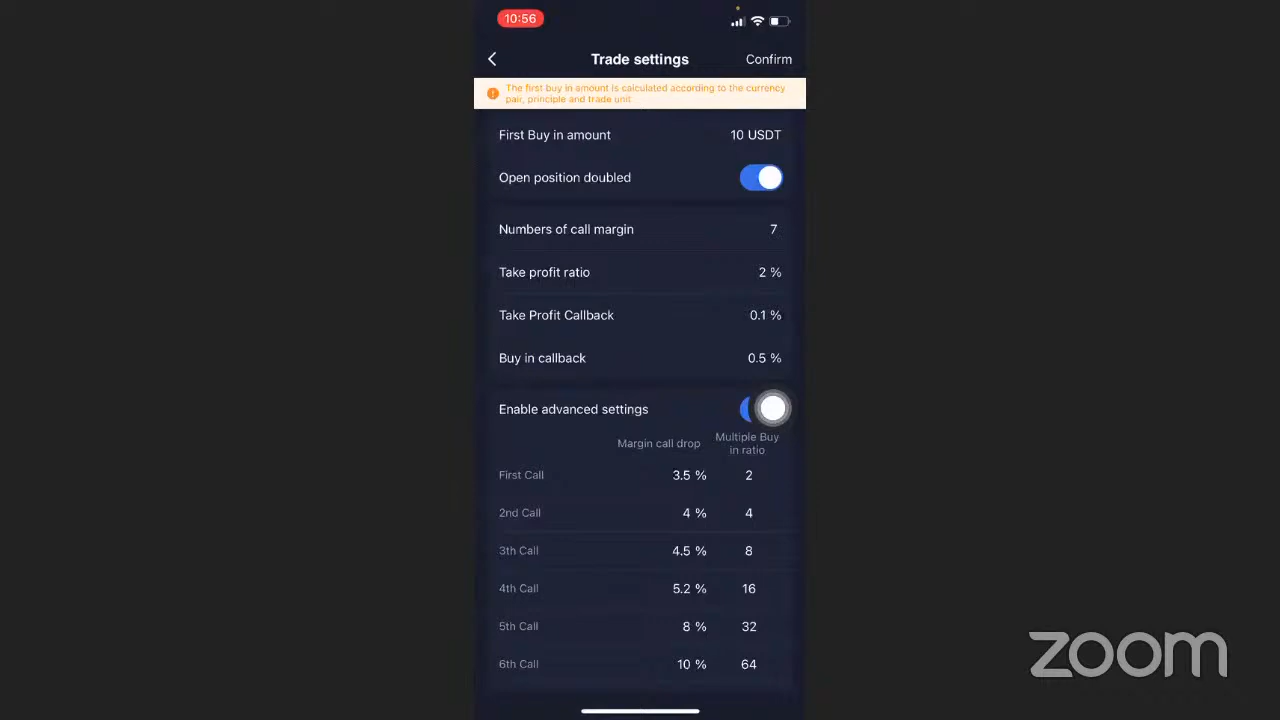 10:56
Trade settings
Confirm
The first buy in amount is calculated according to the currency
pair, principle and trade unit.
First Buy in amount 10 USDT
Open position doubled
Numbers of call margin 7
Take profit ratio 2 %
Take Profit Callback 0.1 %
Buy in callback 0.5 %
Enable advanced settings
Margin call drop
Multiple Buy
in ratio
First Call 3.5 % 2
2nd Call 4 % 4
3th Call 4.5 % 8
4th Call 5.2 % 16
5th Call 8 % 32
6th Call 10 % 64
zoom